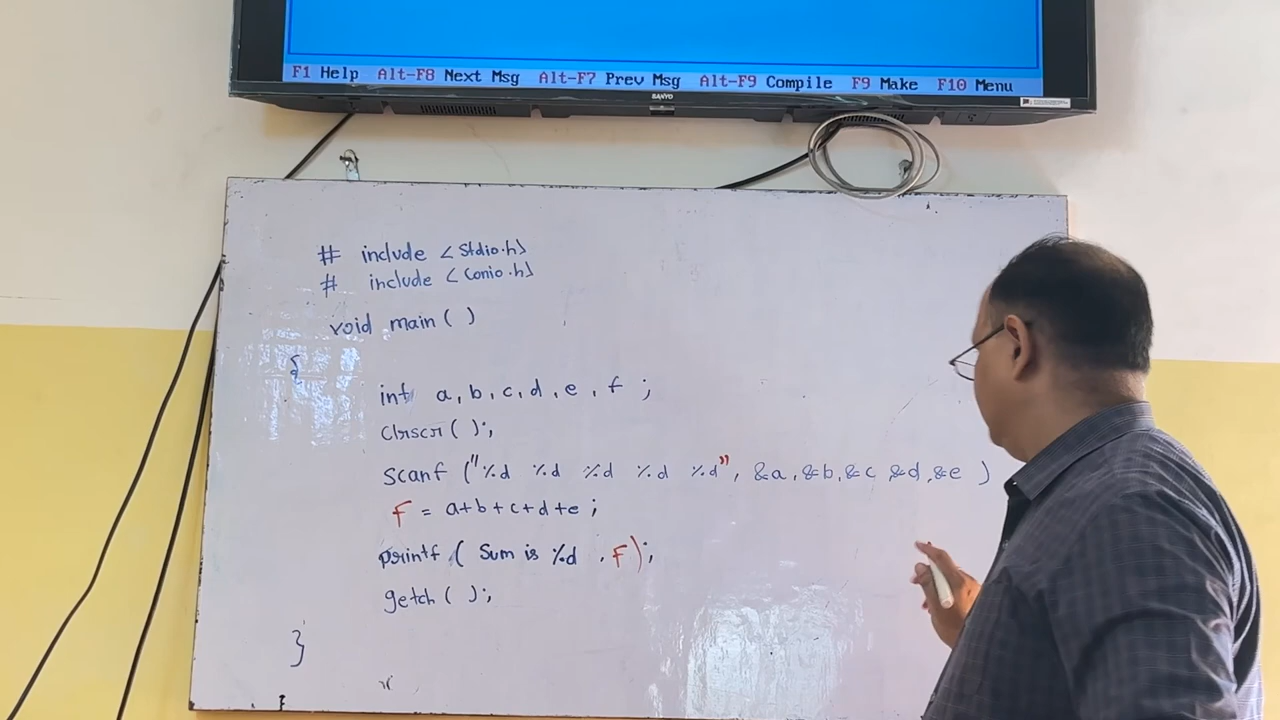 F1 Help Alt-F8 Next Msg Alt-F7 Prev Msg Alt-F9 Compile F9 Make F10 Menu
SANYO
# include <stdio.h>
# include <conio.h>
void main ( )
{
int a, b, c, d, e, f ;
clrscr ( );
scanf ("%d %d %d %d %d", &a, &b, &c &d, &e )
F = a+b+c+d+e ;
printf ( Sum is %d , F);
getch ( );
}